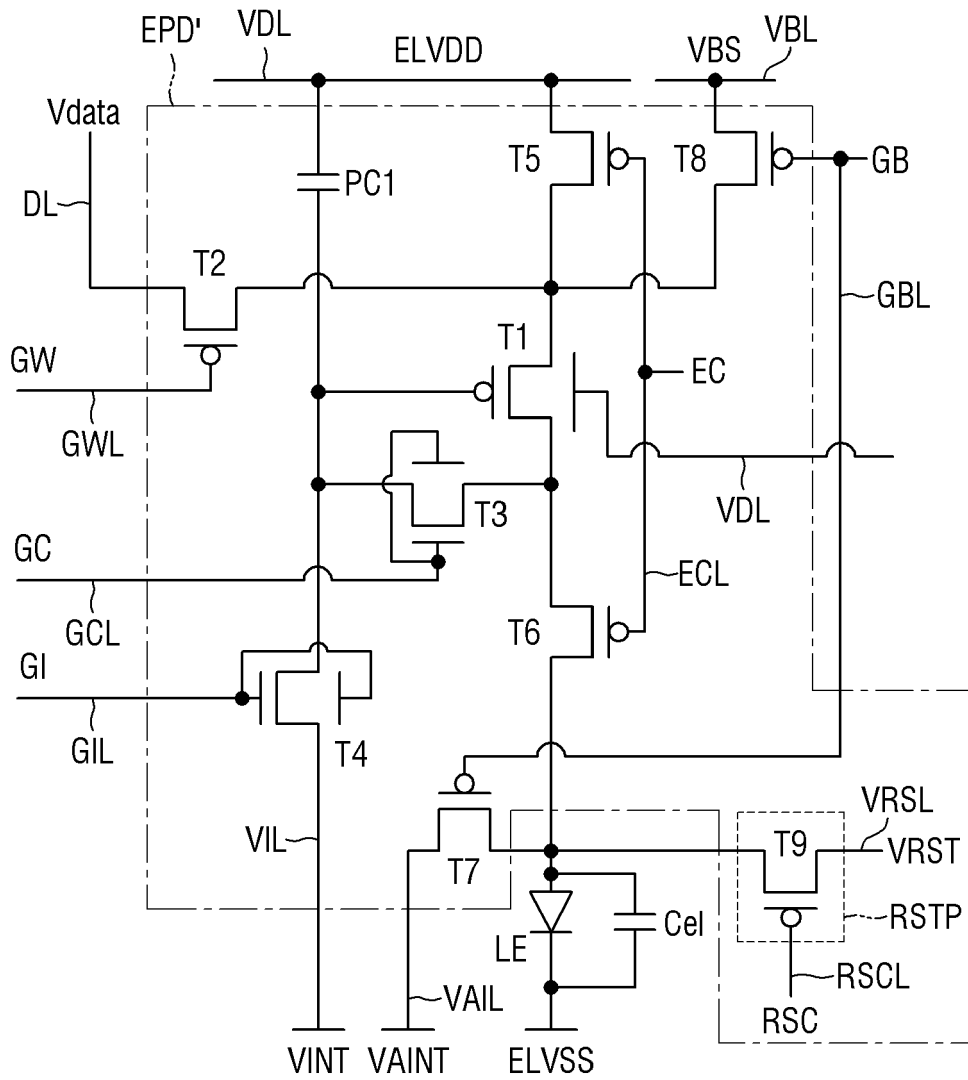 EPD'
VDL
ELVDD
VBS
VBL
Vdata
T5
T8
GB
PC1
DL
T2
GBL
T1
GW
EC
GWL
VDL
T3
GC
ECL
GCL
T6
GI
GIL
T4
VRSL
VIL
T9
VRST
T7
LE
Cel
RSTP
VAIL
RSCL
RSC
VINT
VAINT
ELVSS